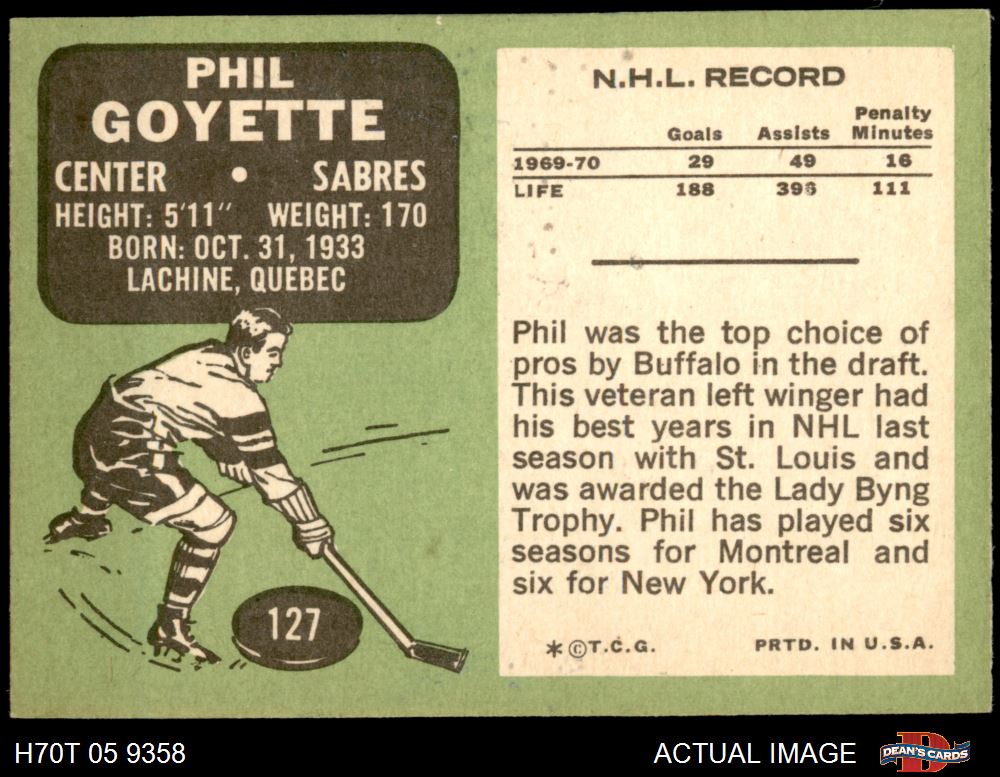 PHIL
GOYETTE
CENTER • SABRES
HEIGHT: 5'11" WEIGHT: 170
BORN: OCT. 31, 1933
LACHINE, QUEBEC
127
N.H.L. RECORD
Goals Assists Penalty Minutes
1969-70 29 49 16
LIFE 188 396 111
Phil was the top choice of
pros by Buffalo in the draft.
This veteran left winger had
his best years in NHL last
season with St. Louis and
was awarded the Lady Byng
Trophy. Phil has played six
seasons for Montreal and
six for New York.
*©T.C.G. PRTD. IN U.S.A.
H70T 05 9358 ACTUAL IMAGE DEAN'S CARDS